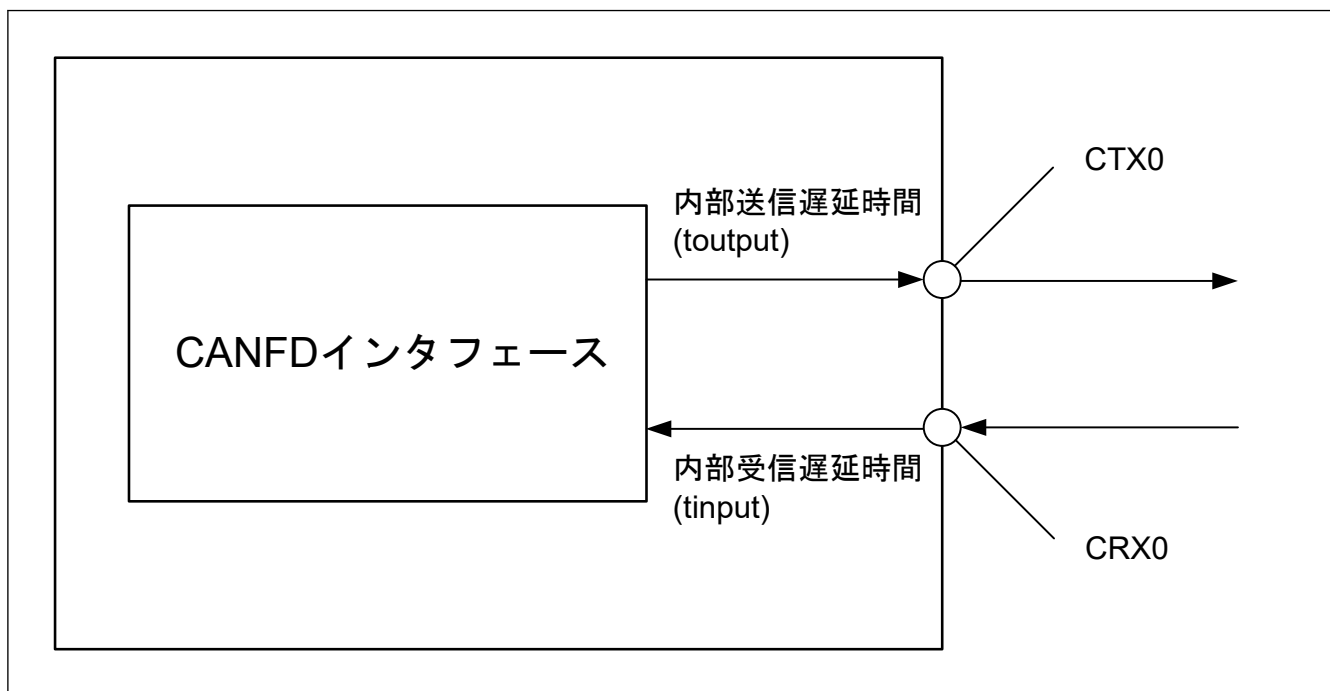 CTX0
内部送信遅延時間
(toutput)
CANFDインタフェース
内部受信遅延時間
(tinput)
CRX0